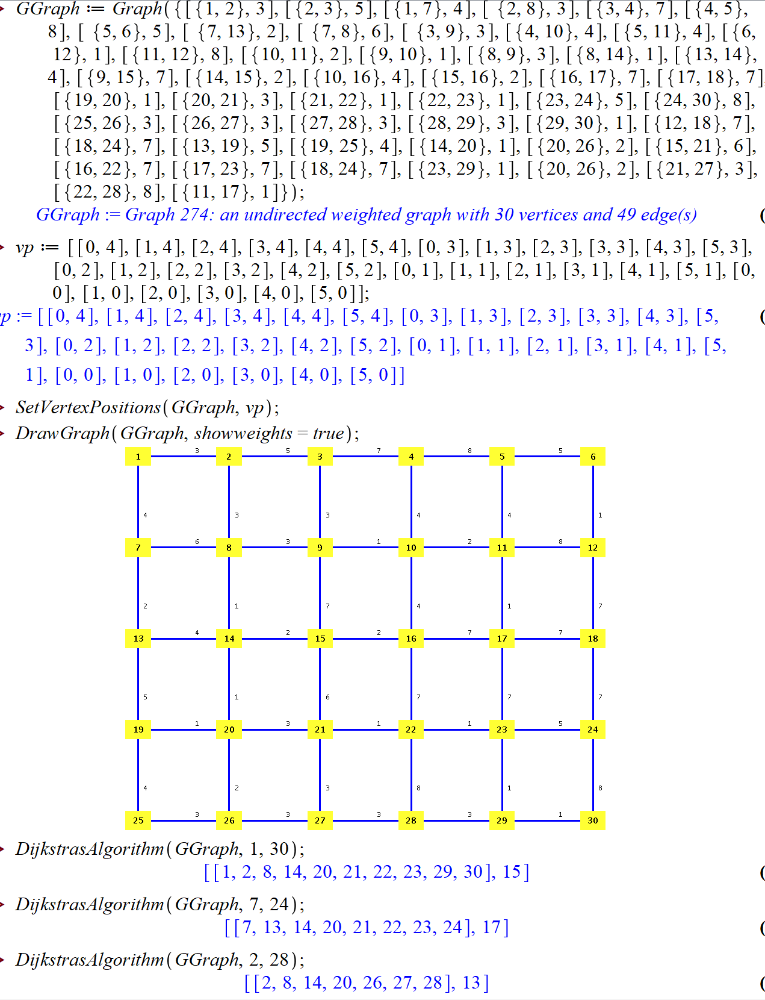 GGraph := Graph({[{1, 2}, 3], [{2, 3}, 5], [{1, 7}, 4], [ {2, 8}, 3], [{3, 4}, 7], [{4, 5},
8], [ {5, 6}, 5], [ {7, 13}, 2], [ {7, 8}, 6], [ {3, 9}, 3], [{4, 10}, 4], [{5, 11}, 4], [{6,
12}, 1], [{11, 12}, 8], [{10, 11}, 2], [{9, 10}, 1], [{8, 9}, 3], [{8, 14}, 1], [{13, 14},
4], [{9, 15}, 7], [{14, 15}, 2], [{10, 16}, 4], [{15, 16}, 2], [{16, 17}, 7], [{17, 18}, 7],
[{19, 20}, 1], [{20, 21}, 3], [{21, 22}, 1], [{22, 23}, 1], [{23, 24}, 5], [{24, 30}, 8],
[{25, 26}, 3], [{26, 27}, 3], [{27, 28}, 3], [{28, 29}, 3], [{29, 30}, 1], [{12, 18}, 7],
[{18, 24}, 7], [{13, 19}, 5], [{19, 25}, 4], [{14, 20}, 1], [{20, 26}, 2], [{15, 21}, 6],
[{16, 22}, 7], [{17, 23}, 7], [{18, 24}, 7], [{23, 29}, 1], [{20, 26}, 2], [{21, 27}, 3],
[{22, 28}, 8], [{11, 17}, 1]});
GGraph := Graph 274: an undirected weighted graph with 30 vertices and 49 edge(s) (
> vp := [[0, 4], [1, 4], [2, 4], [3, 4], [4, 4], [5, 4], [0, 3], [1, 3], [2, 3], [3, 3], [4, 3], [5, 3],
[0, 2], [1, 2], [2, 2], [3, 2], [4, 2], [5, 2], [0, 1], [1, 1], [2, 1], [3, 1], [4, 1], [5, 1], [0,
0], [1, 0], [2, 0], [3, 0], [4, 0], [5, 0]];
vp := [[0, 4], [1, 4], [2, 4], [3, 4], [4, 4], [5, 4], [0, 3], [1, 3], [2, 3], [3, 3], [4, 3], [5, (
3], [0, 2], [1, 2], [2, 2], [3, 2], [4, 2], [5, 2], [0, 1], [1, 1], [2, 1], [3, 1], [4, 1], [5,
1], [0, 0], [1, 0], [2, 0], [3, 0], [4, 0], [5, 0]]
> SetVertexPositions(GGraph, vp);
> DrawGraph(GGraph, showweights = true);
1 3 2 5 3 7 4 8 5 5 6
4 3 3 4 4 1
7 6 8 3 9 1 10 2 11 8 12
2 1 7 4 1 7
13 4 14 2 15 2 16 7 17 7 18
5 1 6 7 7 7
19 1 20 3 21 1 22 1 23 5 24
4 2 3 8 1 8
25 3 26 3 27 3 28 3 29 1 30
> DijkstrasAlgorithm(GGraph, 1, 30);
[[1, 2, 8, 14, 20, 21, 22, 23, 29, 30], 15] (
> DijkstrasAlgorithm(GGraph, 7, 24);
[[7, 13, 14, 20, 21, 22, 23, 24], 17] (
> DijkstrasAlgorithm(GGraph, 2, 28);
[[2, 8, 14, 20, 26, 27, 28], 13] (